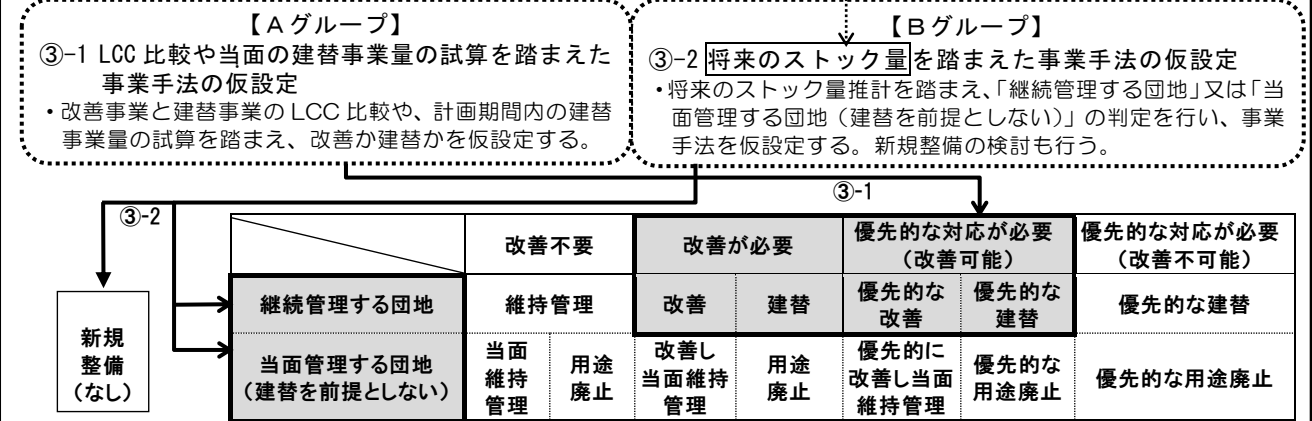 【Aグループ】
③-1 LCC比較や当面の建替事業量の試算を踏まえた
事業手法の仮設定
・改善事業と建替事業のLCC比較や、計画期間内の建替
事業量の試算を踏まえ、改善か建替かを仮設定する。
【Bグループ】
③-2 将来のストック量を踏まえた事業手法の仮設定
・将来のストック量推計を踏まえ、「継続管理する団地」又は「当
面管理する団地（建替を前提としない）」の判定を行い、事業
手法を仮設定する。新規整備の検討も行う。
③-1
③-2
新規
整備
（なし）
改善不要
改善が必要
優先的な対応が必要
（改善可能）
優先的な対応が必要
（改善不可能）
継続管理する団地
維持管理
改善
建替
優先的な
改善
優先的な
建替
優先的な建替
当面管理する団地
（建替を前提としない）
当面
維持
管理
用途
廃止
改善し
当面維持
管理
用途
廃止
優先的に
改善し当面
維持管理
優先的な
用途廃止
優先的な用途廃止